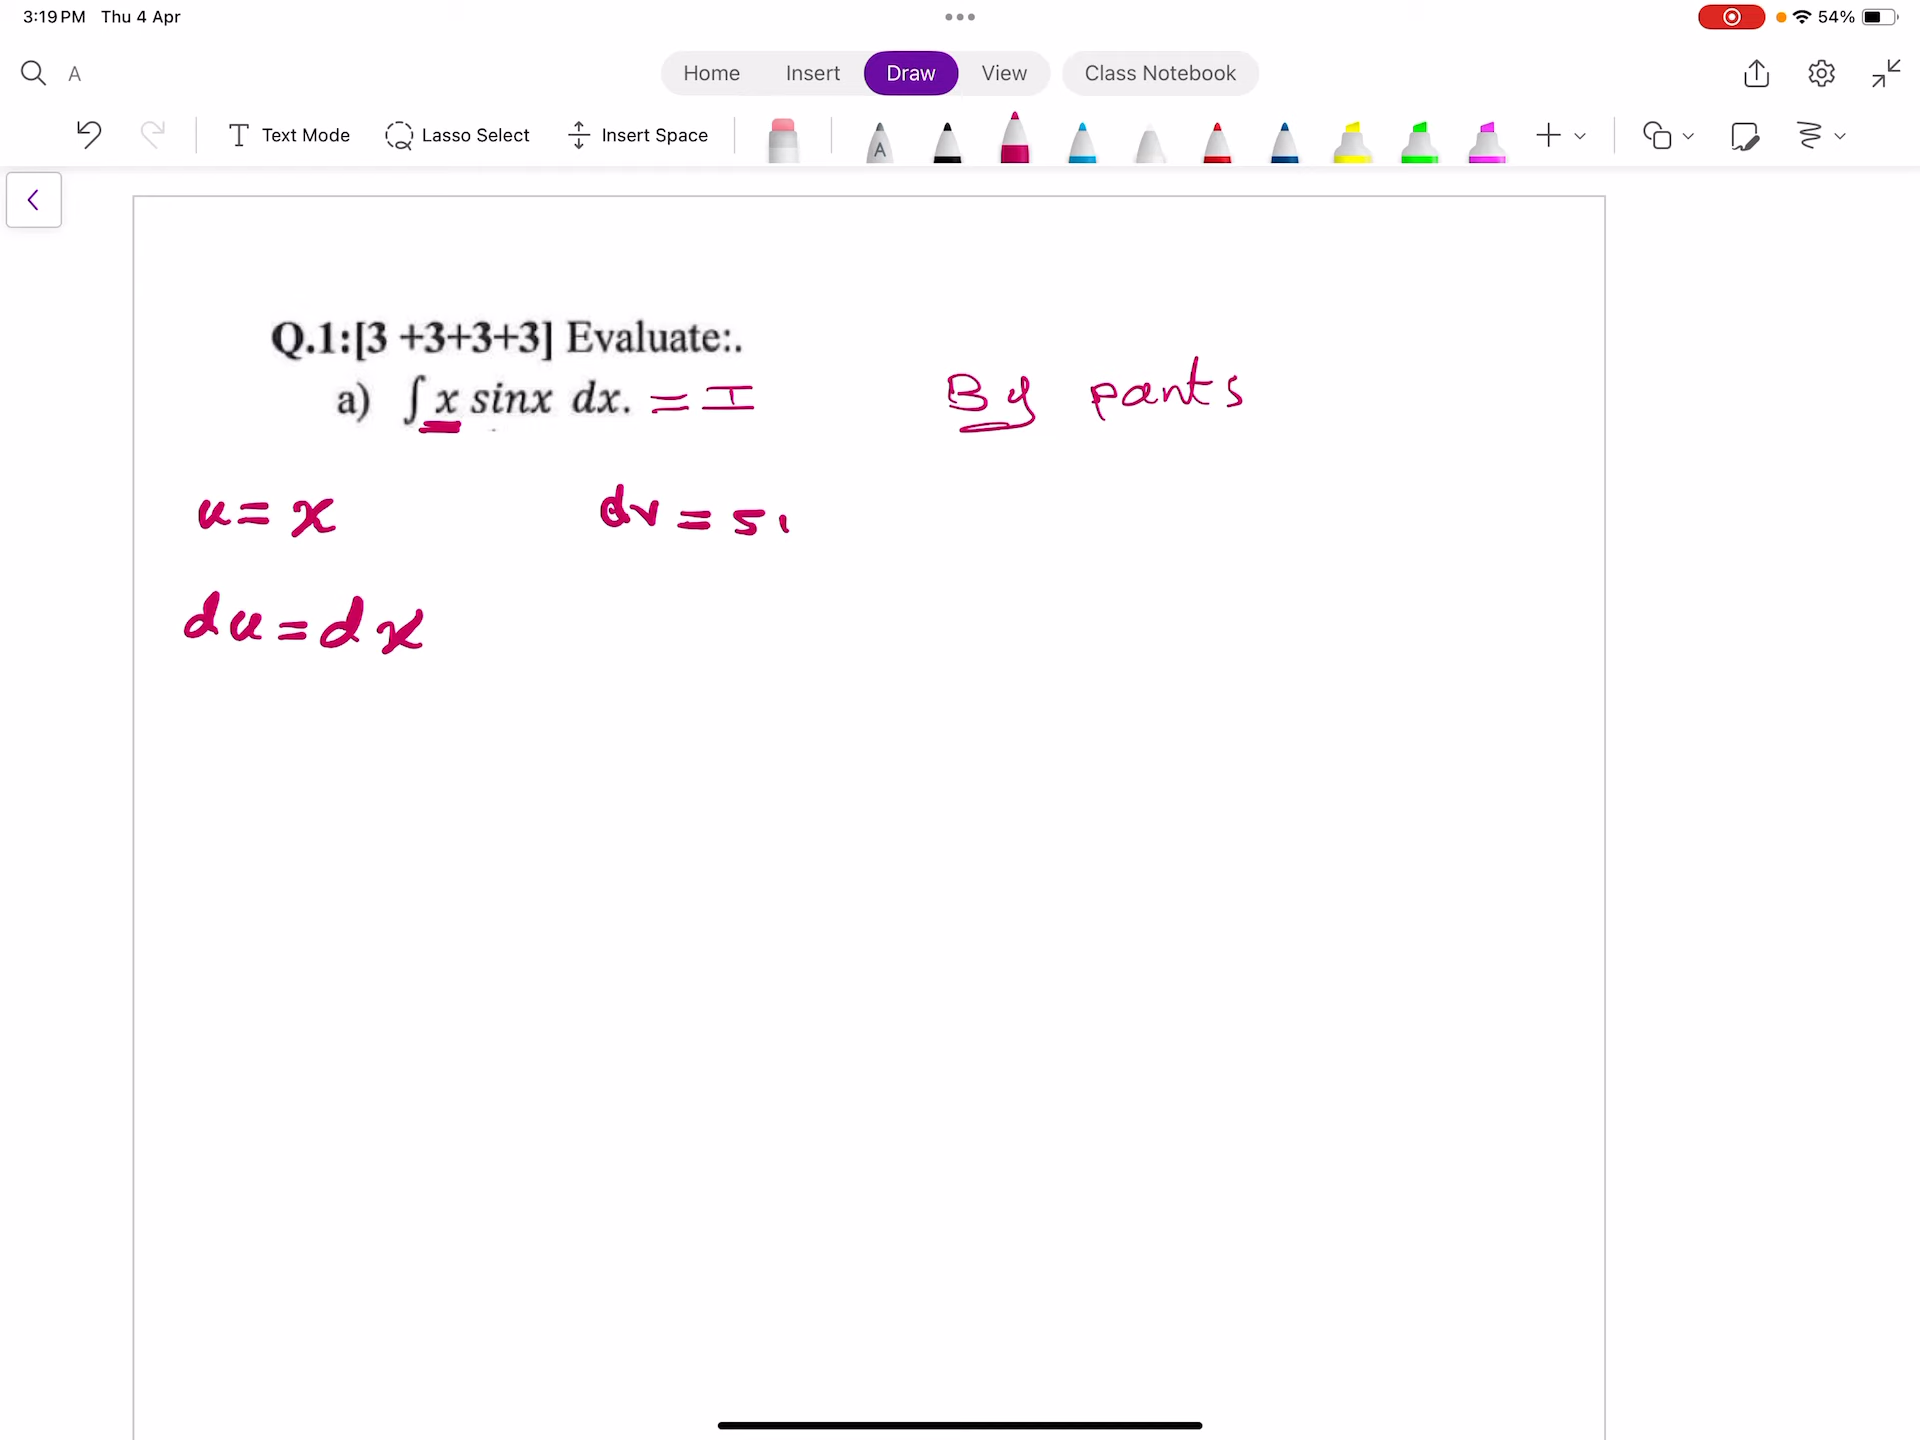 3:19 PM Thu 4 Apr
54%
A
Home Insert Draw View Class Notebook
Text Mode Lasso Select Insert Space
A
Q.1:[3 +3+3+3] Evaluate:.
a) ∫ x sinx dx. = I By parts
u = x dv = si
du = dx